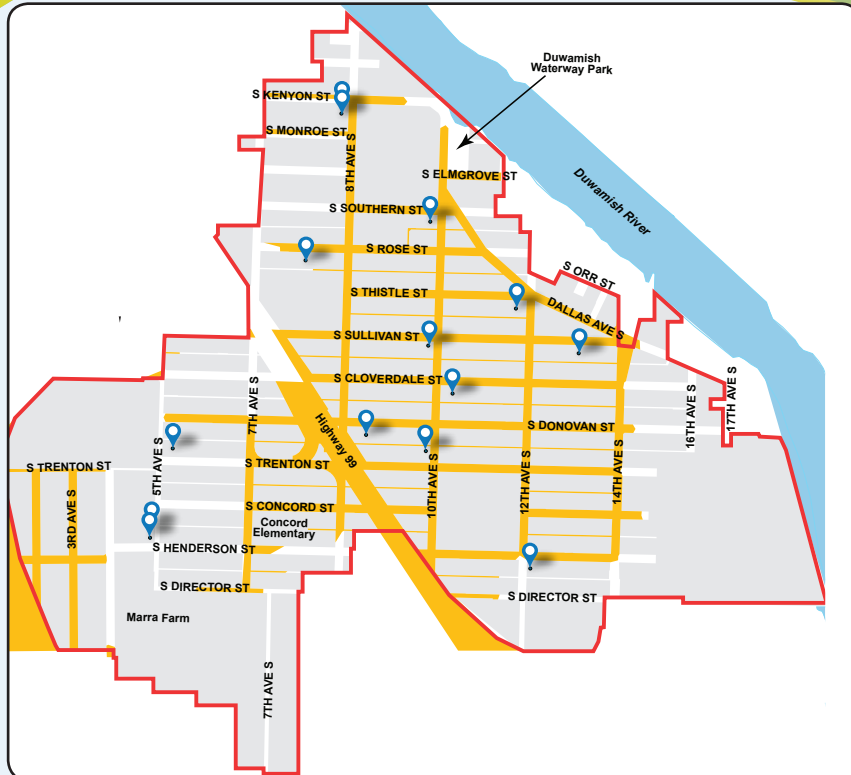 Duwamish
Waterway Park
S KENYON ST
S MONROE ST
8TH AVE S
S ELMGROVE ST
Duwamish River
S SOUTHERN ST
S ROSE ST
S ORR ST
S THISTLE ST
DALLAS AVE S
S SULLIVAN ST
S CLOVERDALE ST
7TH AVE S
16TH AVE S
17TH AVE S
Highway 99
S DONOVAN ST
5TH AVE S
S TRENTON ST
S TRENTON ST
10TH AVE S
12TH AVE S
14TH AVE S
3RD AVE S
S CONCORD ST
Concord
Elementary
S HENDERSON ST
S DIRECTOR ST
S DIRECTOR ST
Marra Farm
7TH AVE S